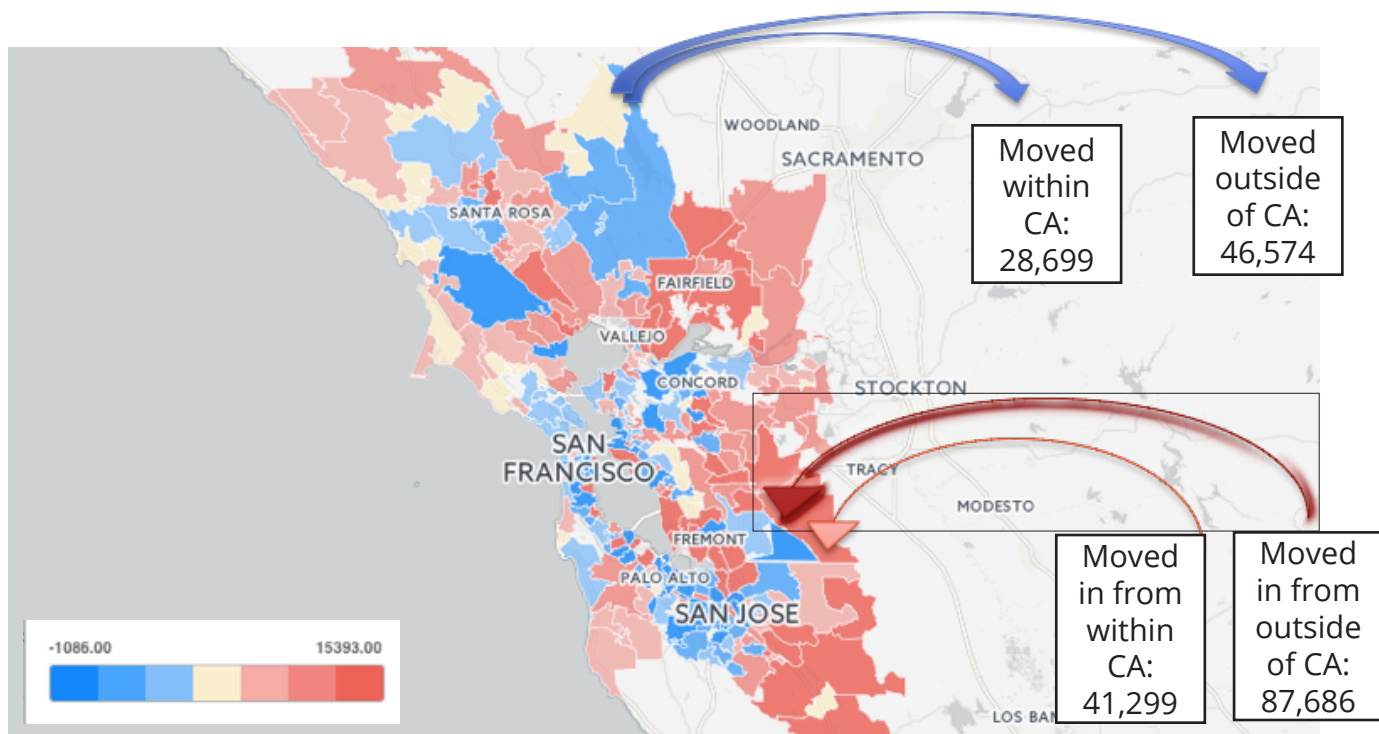 WOODLAND
SACRAMENTO
SANTA ROSA
FAIRFIELD
VALLEJO
CONCORD
STOCKTON
SAN
FRANCISCO
TRACY
MODESTO
FREMONT
PALO ALTO
SAN JOSE
LOS BAN
Moved
within
CA:
28,699
Moved
outside
of CA:
46,574
Moved
in from
within
CA:
41,299
Moved
in from
outside
of CA:
87,686
-1086.00 15393.00